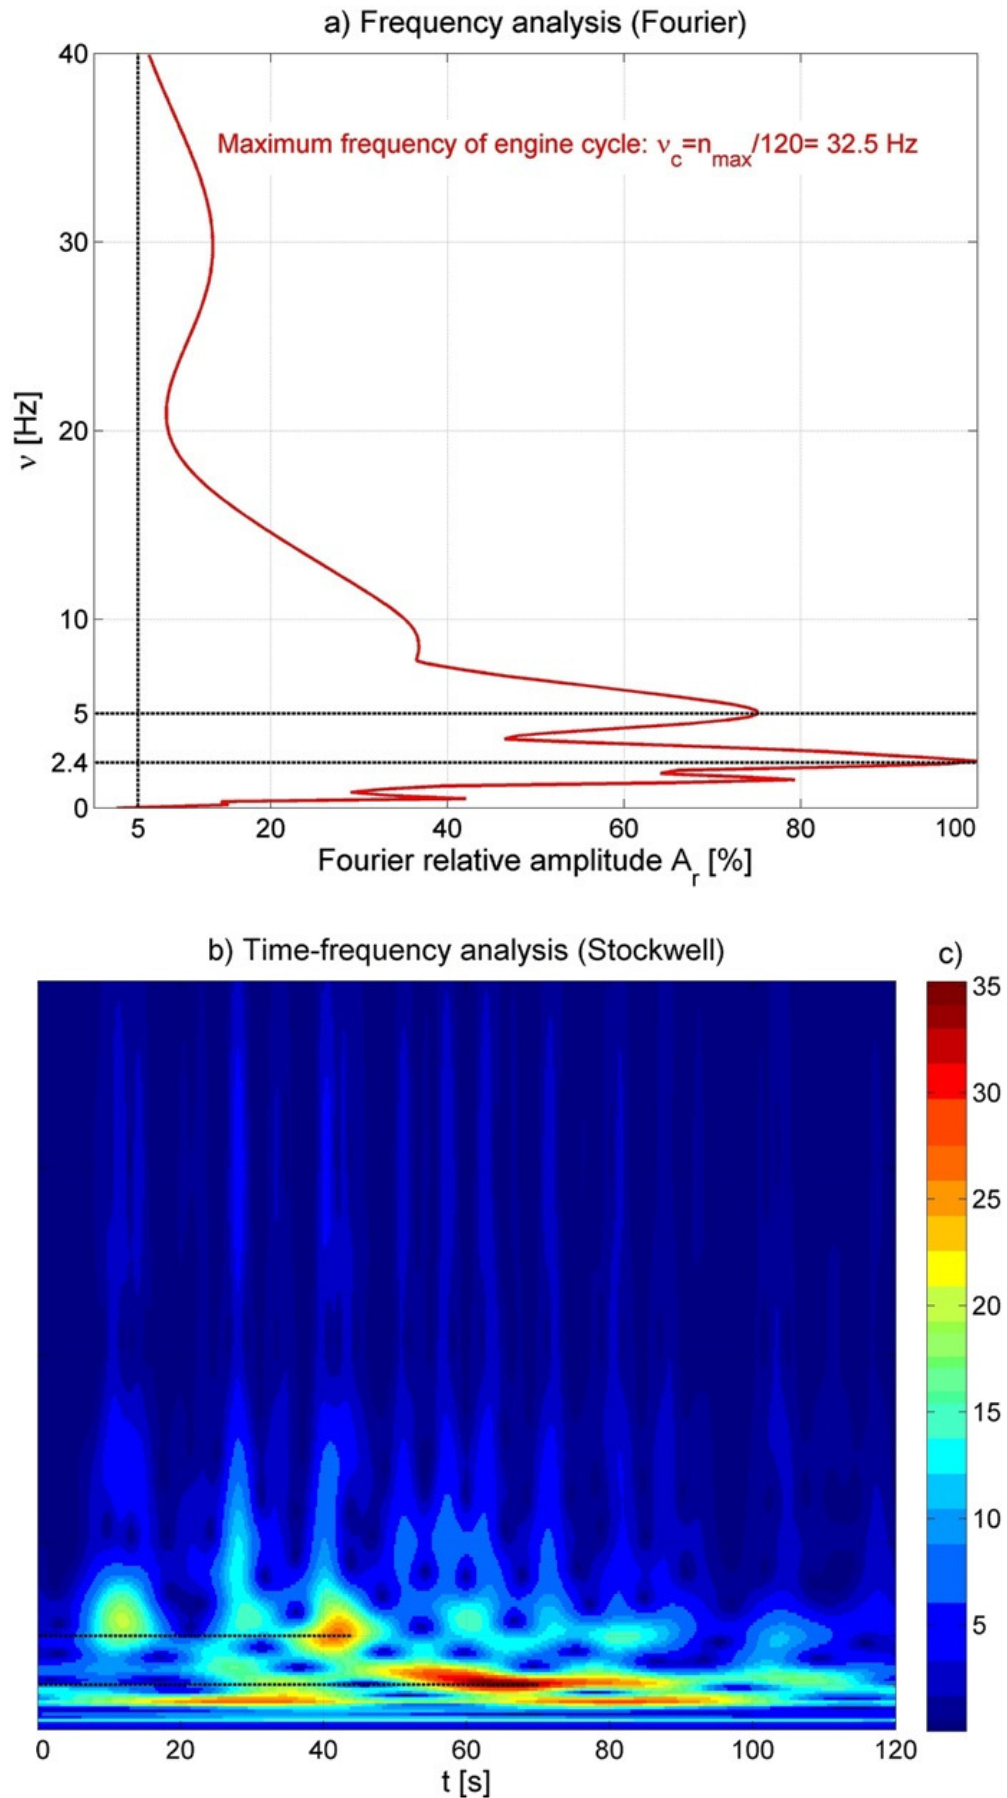 a) Frequency analysis (Fourier)
40
Maximum frequency of engine cycle: νc=nmax/120= 32.5 Hz
30
ν [Hz]
20
10
5
2.4
0
5 20 40 60 80 100
Fourier relative amplitude Ar [%]
b) Time-frequency analysis (Stockwell)
c)
35
30
25
20
15
10
5
0 20 40 60 80 100 120
t [s]